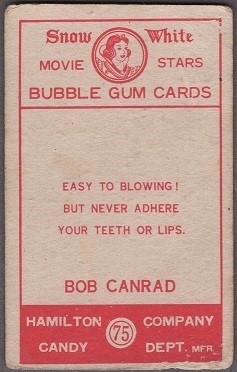 Snow White
MOVIE STARS
BUBBLE GUM CARDS
EASY TO BLOWING!
BUT NEVER ADHERE
YOUR TEETH OR LIPS.
BOB CANRAD
HAMILTON 75 COMPANY
CANDY DEPT. MFR.